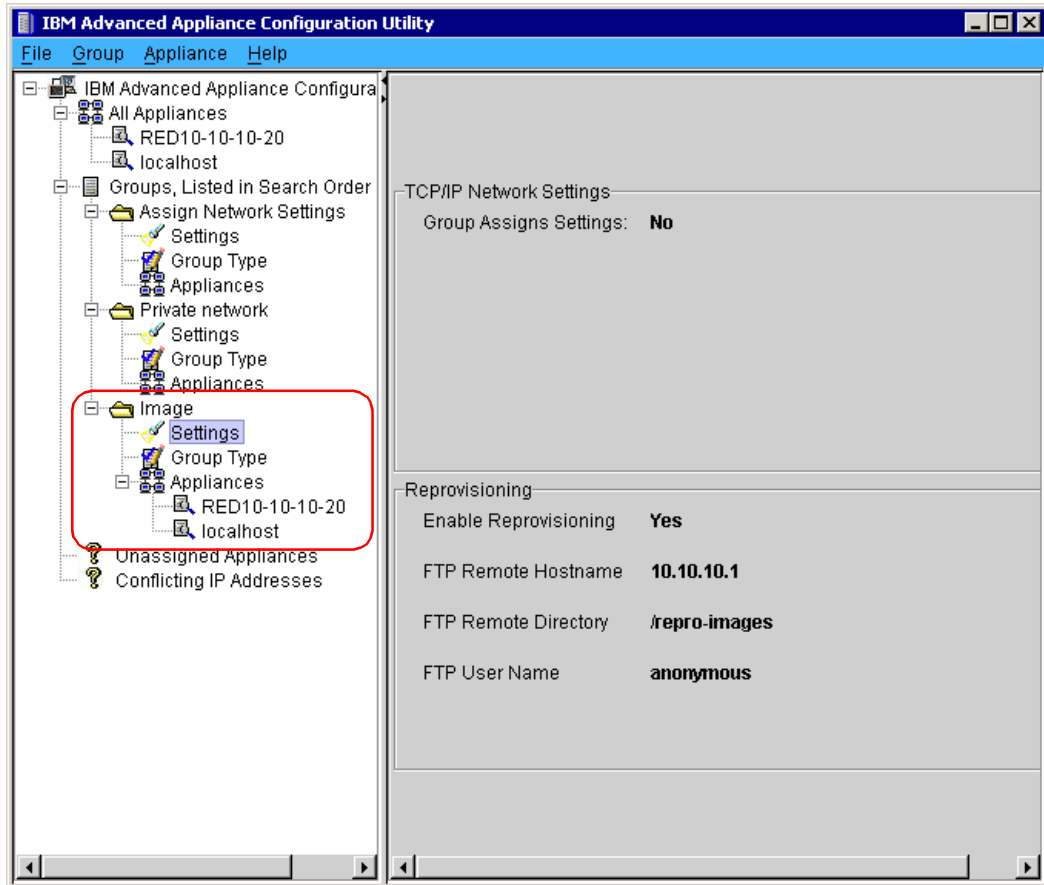 IBM Advanced Appliance Configuration Utility
File Group Appliance Help
IBM Advanced Appliance Configura
All Appliances
RED10-10-10-20
localhost
Groups, Listed in Search Order
Assign Network Settings
Settings
Group Type
Appliances
Private network
Settings
Group Type
Appliances
Image
Settings
Group Type
Appliances
RED10-10-10-20
localhost
Unassigned Appliances
Conflicting IP Addresses
TCP/IP Network Settings
Group Assigns Settings: No
Reprovisioning
Enable Reprovisioning Yes
FTP Remote Hostname 10.10.10.1
FTP Remote Directory /repro-images
FTP User Name anonymous